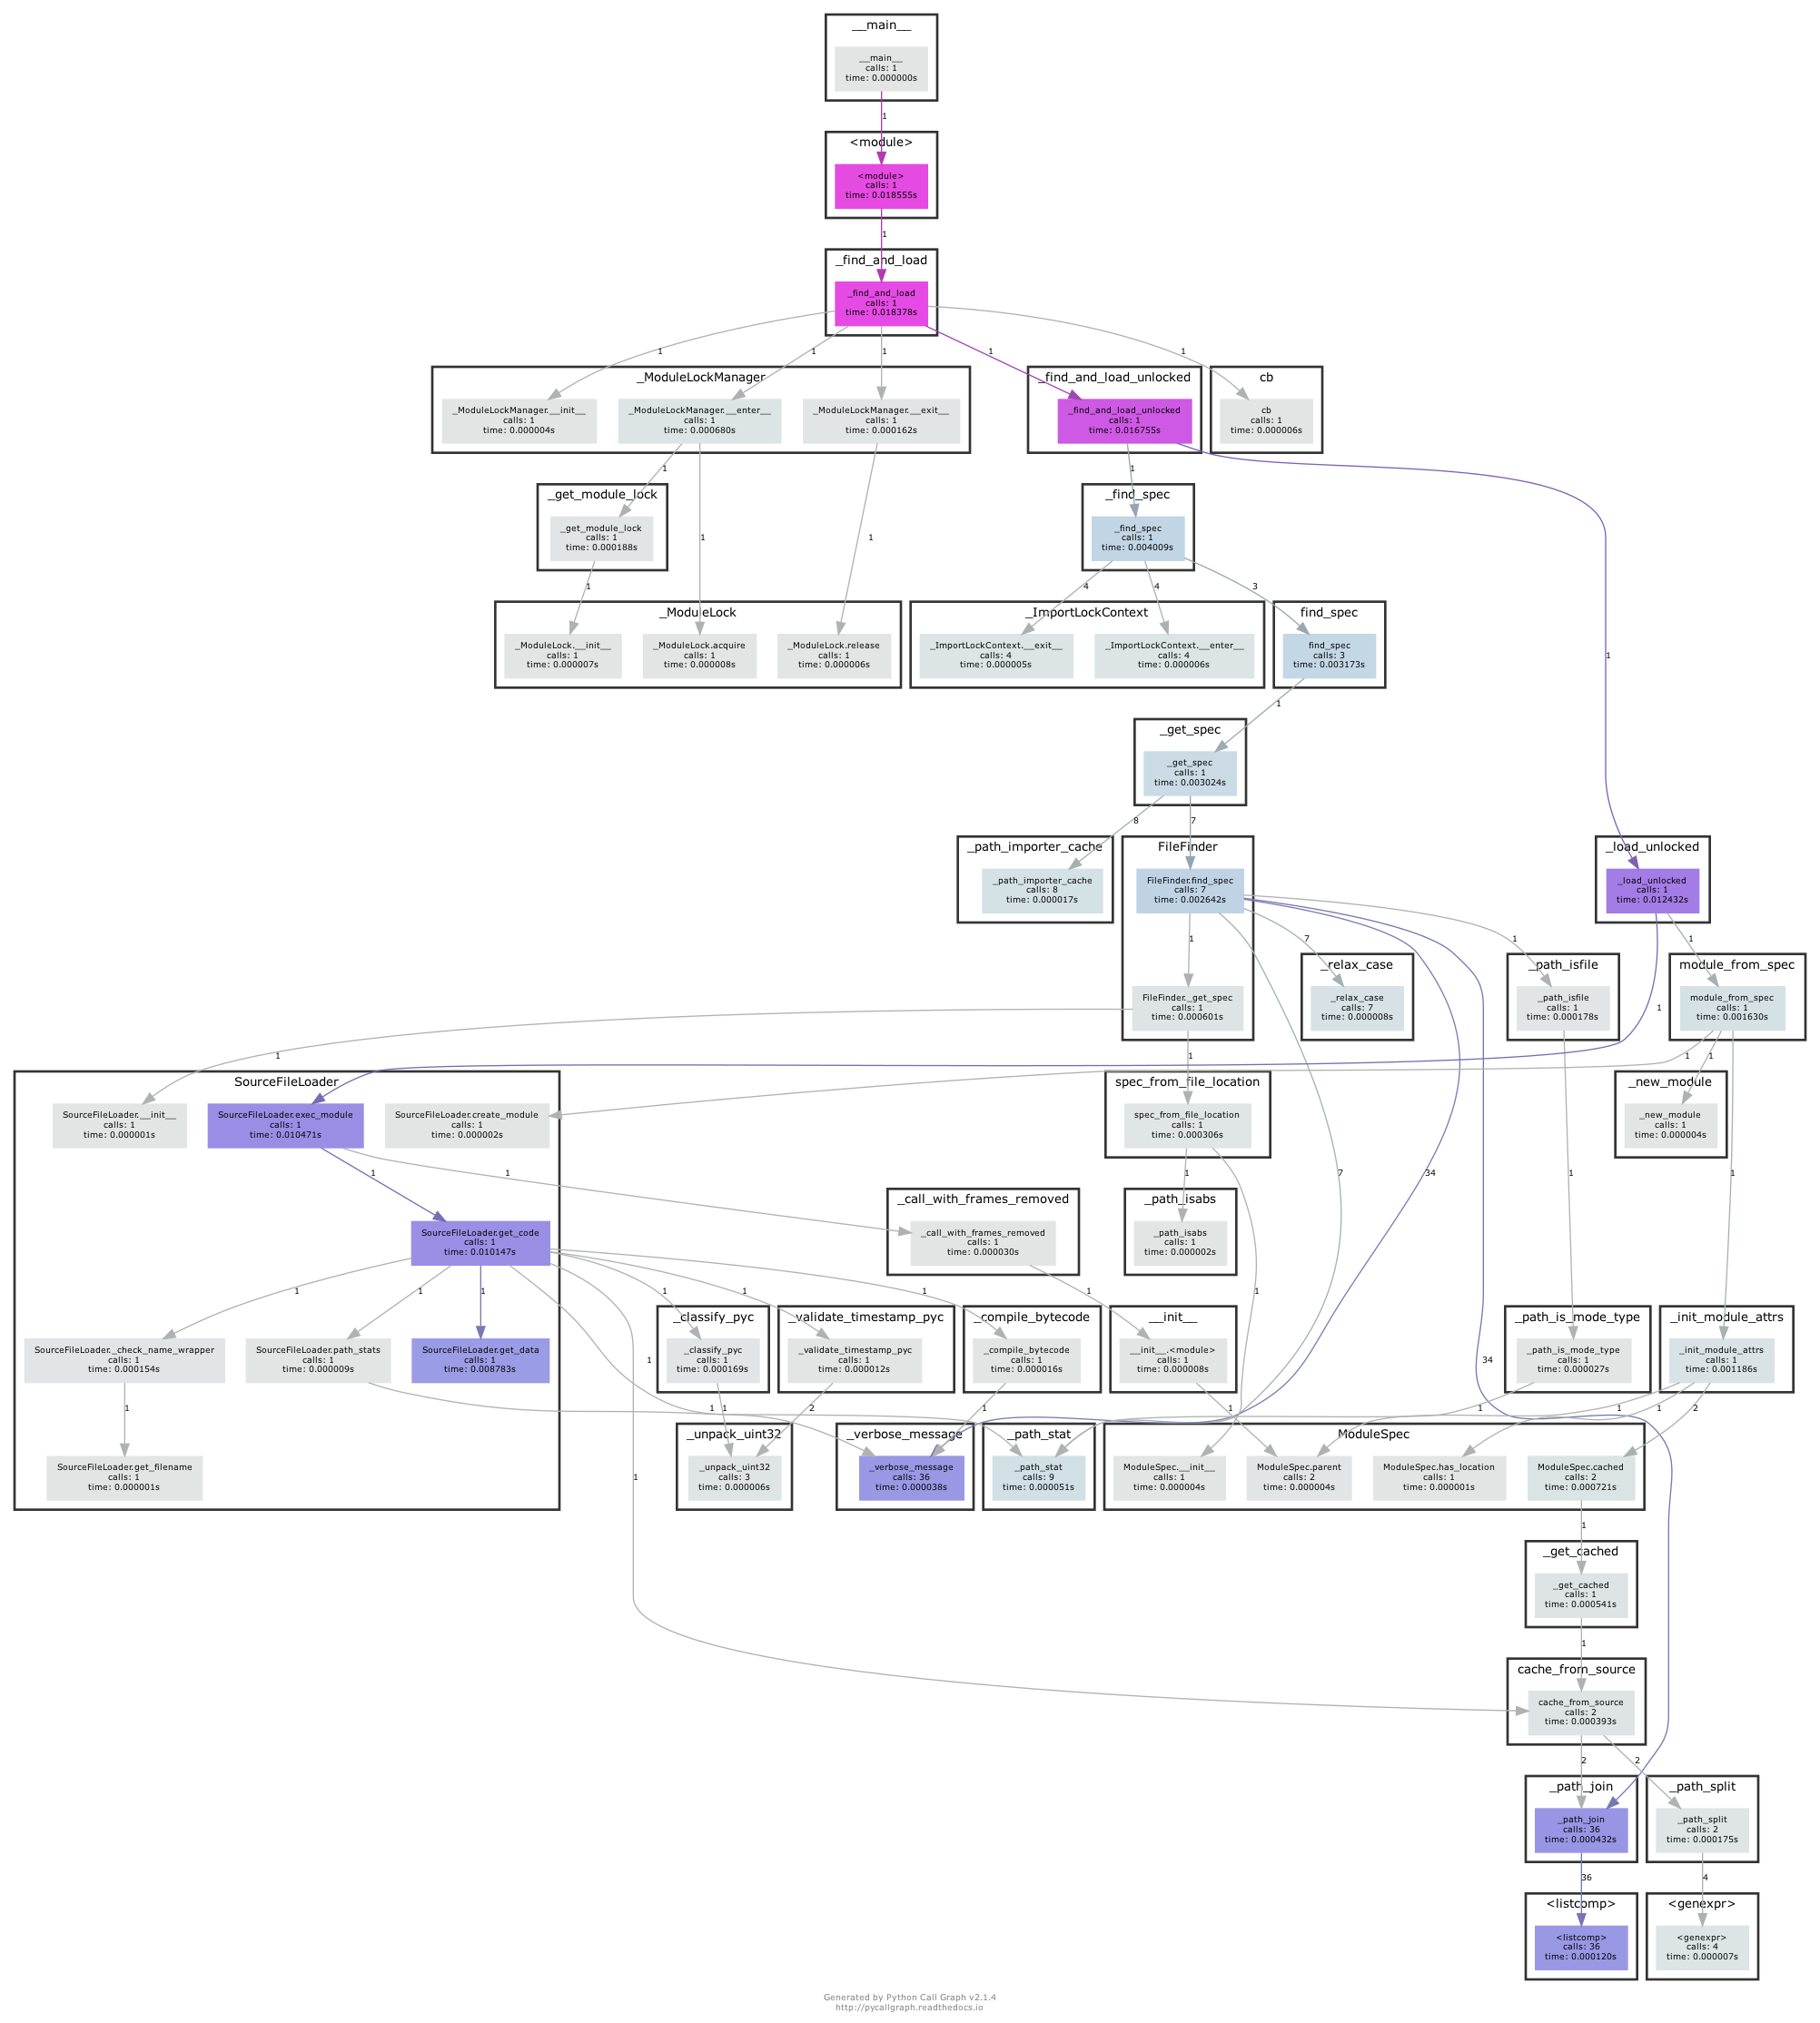 __main__
__main__
calls: 1
time: 0.000000s
1
<module>
<module>
calls: 1
time: 0.018555s
1
_find_and_load
_find_and_load
calls: 1
time: 0.018378s
1
1
1
1
1
_ModuleLockManager
_ModuleLockManager.__init__
calls: 1
time: 0.000004s
_ModuleLockManager.__enter__
calls: 1
time: 0.000680s
_ModuleLockManager.__exit__
calls: 1
time: 0.000162s
_find_and_load_unlocked
_find_and_load_unlocked
calls: 1
time: 0.016755s
cb
cb
calls: 1
time: 0.000006s
1
1
_get_module_lock
_get_module_lock
calls: 1
time: 0.000188s
1
1
_find_spec
_find_spec
calls: 1
time: 0.004009s
1
4
4
3
_ModuleLock
_ModuleLock.__init__
calls: 1
time: 0.000007s
_ModuleLock.acquire
calls: 1
time: 0.000008s
_ModuleLock.release
calls: 1
time: 0.000006s
_ImportLockContext
_ImportLockContext.__exit__
calls: 4
time: 0.000005s
_ImportLockContext.__enter__
calls: 4
time: 0.000006s
find_spec
find_spec
calls: 3
time: 0.003173s
1
1
_get_spec
_get_spec
calls: 1
time: 0.003024s
8
7
_path_importer_cache
_path_importer_cache
calls: 8
time: 0.000017s
FileFinder
FileFinder.find_spec
calls: 7
time: 0.002642s
_load_unlocked
_load_unlocked
calls: 1
time: 0.012432s
1
7
1
1
FileFinder._get_spec
calls: 1
time: 0.000601s
_relax_case
_relax_case
calls: 7
time: 0.000008s
_path_isfile
_path_isfile
calls: 1
time: 0.000178s
module_from_spec
module_from_spec
calls: 1
time: 0.001630s
1
1
1
1
1
SourceFileLoader
SourceFileLoader.__init__
calls: 1
time: 0.000001s
SourceFileLoader.exec_module
calls: 1
time: 0.010471s
SourceFileLoader.create_module
calls: 1
time: 0.000002s
spec_from_file_location
spec_from_file_location
calls: 1
time: 0.000306s
_new_module
_new_module
calls: 1
time: 0.000004s
1
1
1
7
34
1
1
_call_with_frames_removed
_call_with_frames_removed
calls: 1
time: 0.000030s
_path_isabs
_path_isabs
calls: 1
time: 0.000002s
SourceFileLoader.get_code
calls: 1
time: 0.010147s
1
1
1
1
1
1
1
1
SourceFileLoader._check_name_wrapper
calls: 1
time: 0.000154s
SourceFileLoader.path_stats
calls: 1
time: 0.000009s
SourceFileLoader.get_data
calls: 1
time: 0.008783s
1
_classify_pyc
_classify_pyc
calls: 1
time: 0.000169s
_validate_timestamp_pyc
_validate_timestamp_pyc
calls: 1
time: 0.000012s
_compile_bytecode
_compile_bytecode
calls: 1
time: 0.000016s
__init__
__init__.<module>
calls: 1
time: 0.000008s
34
_path_is_mode_type
_path_is_mode_type
calls: 1
time: 0.000027s
_init_module_attrs
_init_module_attrs
calls: 1
time: 0.001186s
1
1
1
2
1
1
1
1
1
2
SourceFileLoader.get_filename
calls: 1
time: 0.000001s
1
_unpack_uint32
_unpack_uint32
calls: 3
time: 0.000006s
_verbose_message
_verbose_message
calls: 36
time: 0.000038s
_path_stat
_path_stat
calls: 9
time: 0.000051s
ModuleSpec
ModuleSpec.__init__
calls: 1
time: 0.000004s
ModuleSpec.parent
calls: 2
time: 0.000004s
ModuleSpec.has_location
calls: 1
time: 0.000001s
ModuleSpec.cached
calls: 2
time: 0.000721s
1
_get_cached
_get_cached
calls: 1
time: 0.000541s
1
cache_from_source
cache_from_source
calls: 2
time: 0.000393s
2
2
_path_join
_path_join
calls: 36
time: 0.000432s
_path_split
_path_split
calls: 2
time: 0.000175s
36
4
<listcomp>
<listcomp>
calls: 36
time: 0.000120s
<genexpr>
<genexpr>
calls: 4
time: 0.000007s
Generated by Python Call Graph v2.1.4
http://pycallgraph.readthedocs.io